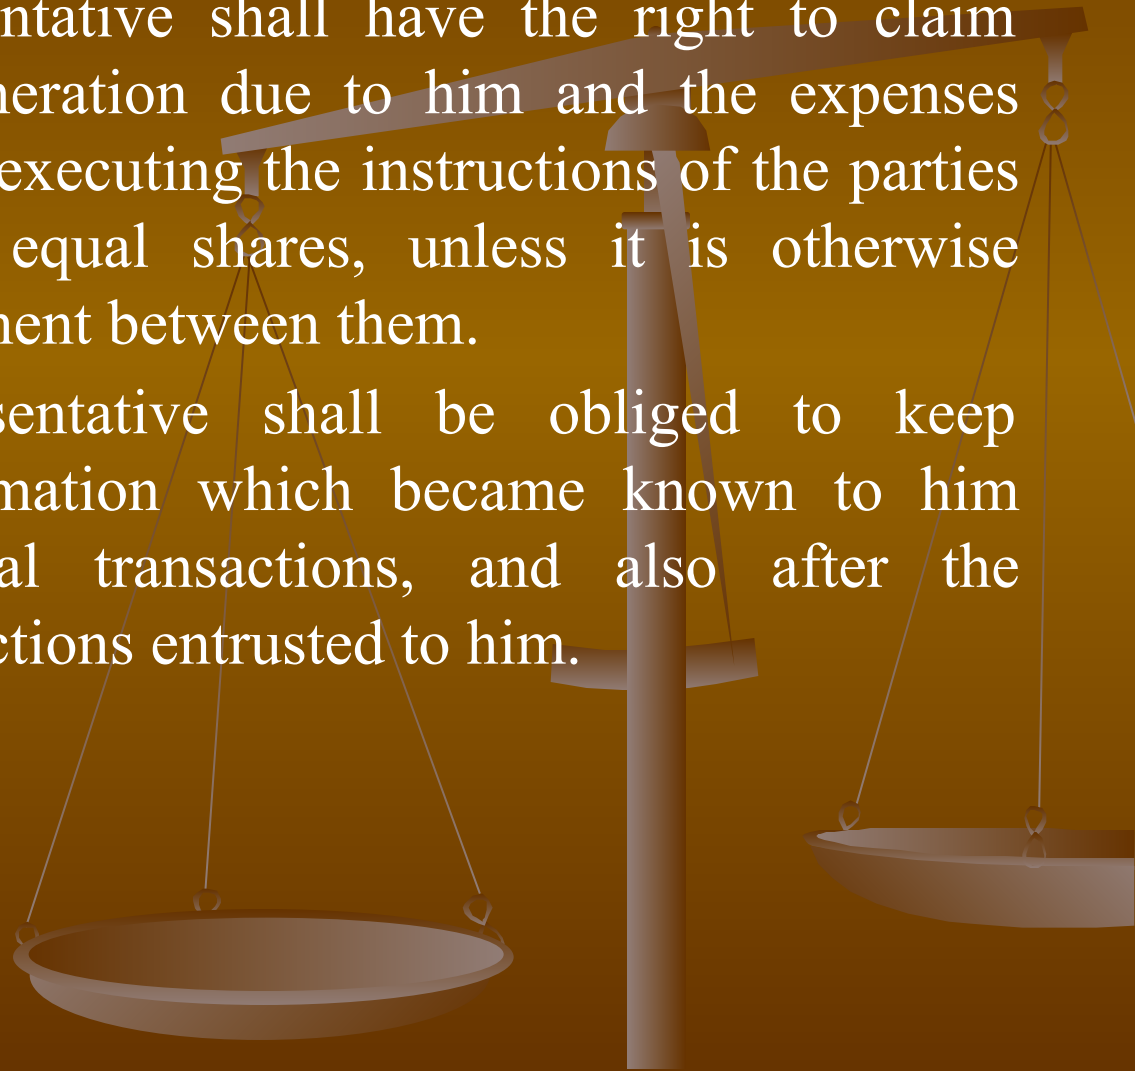 ntative shall have the right to claim
neration due to him and the expenses
executing the instructions of the parties
equal shares, unless it is otherwise
nent between them.
sentative shall be obliged to keep
mation which became known to him
al transactions, and also after the
ctions entrusted to him.